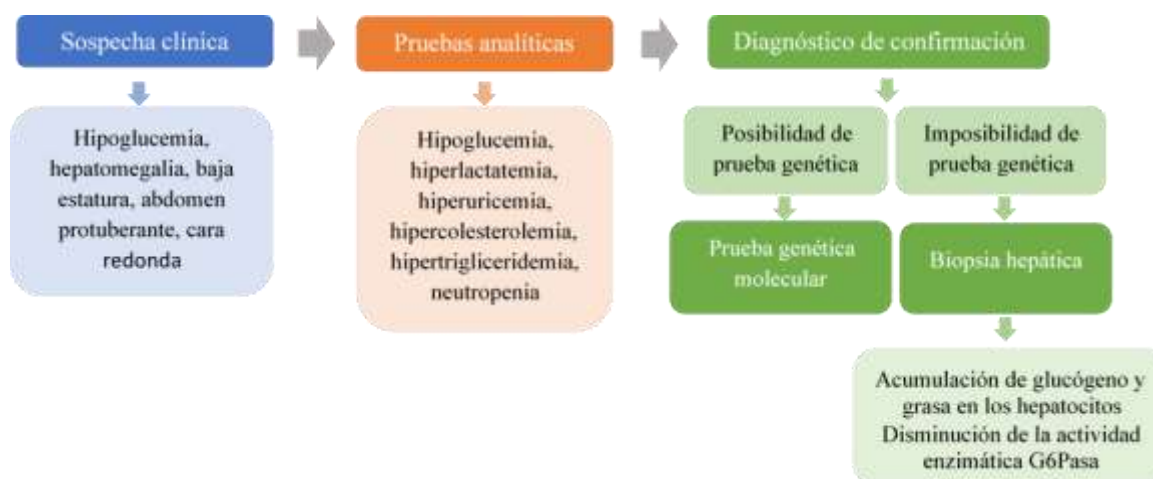 Sospecha clínica
Hipoglucemia,
hepatomegalia, baja
estatura, abdomen
protuberante, cara
redonda
Pruebas analíticas
Hipoglucemia,
hiperlactatemia,
hiperuricemia,
hipercolesterolemia,
hipertrigliceridemia,
neutropenia
Diagnóstico de confirmación
Posibilidad de
prueba genética
Prueba genética
molecular
Imposibilidad de
prueba genética
Biopsia hepática
Acumulación de glucógeno y
grasa en los hepatocitos
Disminución de la actividad
enzimática G6Pasa